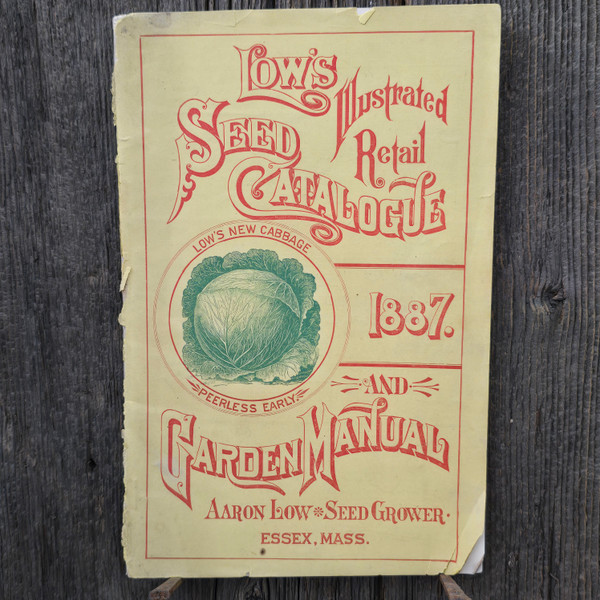 Low's
Illustrated
Retail
Seed
Catalogue
LOW'S NEW CABBAGE
PEERLESS EARLY.
1887.
AND
Garden Manual
Aaron Low Seed Grower.
ESSEX, MASS.